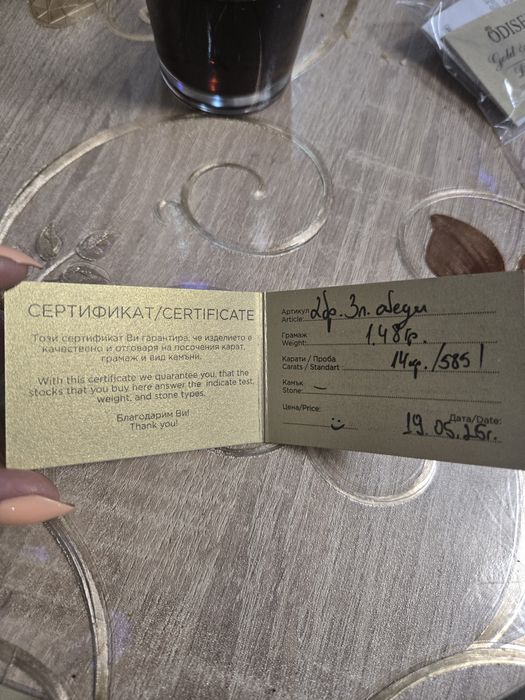 ODISE
Gold
СЕРТИФИКАТ/CERTIFICATE
Този сертификат Ви гарантира, че изделието е
качествено и отговаря на посочения карат,
грамаж и вид камъни.
With this certificate we guarantee you, that the
stocks that you buy here answer the indicate test,
weight, and stone types.
Благодарим Ви!
Thank you!
Артикул 2бр. Зл. обеци
Article:
Грамаж 1.48гр.
Weight:
Карати / Проба 14кр./585
Carats / Standart
Камък –
Stone:
Цена/Price: Дата/Date:
19.05.25г.